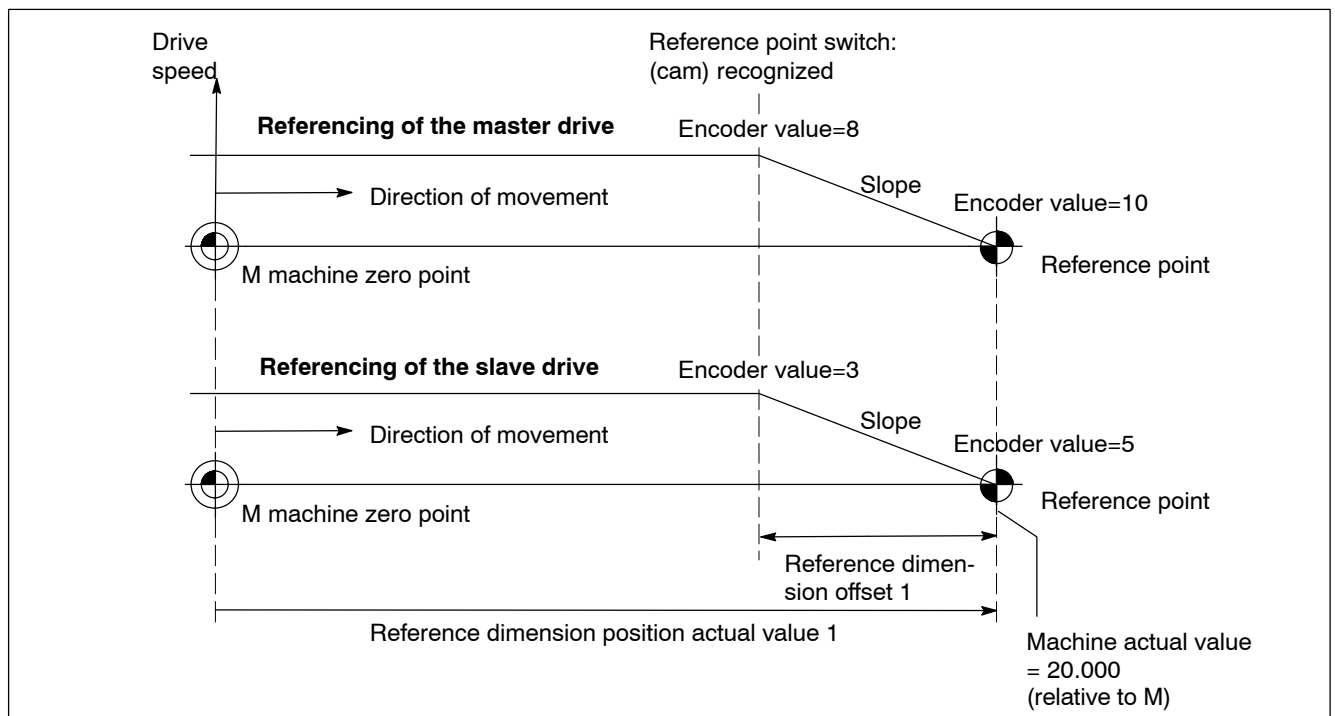 Drive
speed
Reference point switch:
(cam) recognized
Referencing of the master drive
Encoder value=8
Direction of movement
Slope
Encoder value=10
M machine zero point
Reference point
Referencing of the slave drive
Encoder value=3
Direction of movement
Slope
Encoder value=5
M machine zero point
Reference point
Reference dimen-
sion offset 1
Reference dimension position actual value 1
Machine actual value
= 20.000
(relative to M)